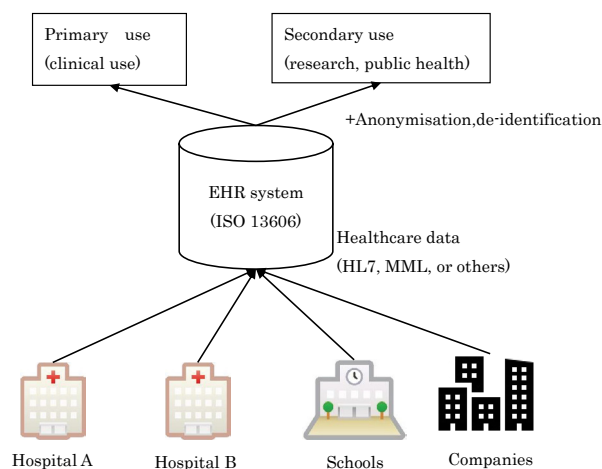 Primary use
(clinical use)
Secondary use
(research, public health)
+Anonymisation,de-identification
EHR system
(ISO 13606)
Healthcare data
(HL7, MML, or others)
Hospital A
Hospital B
Schools
Companies